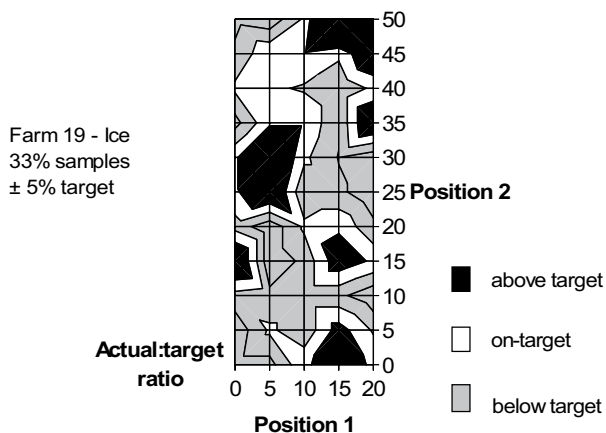 Farm 19 - Ice
33% samples
± 5% target
50
45
40
35
30
25
20
15
10
5
0
Position 2
above target
on-target
below target
Actual:target
ratio
0 5 10 15 20
Position 1